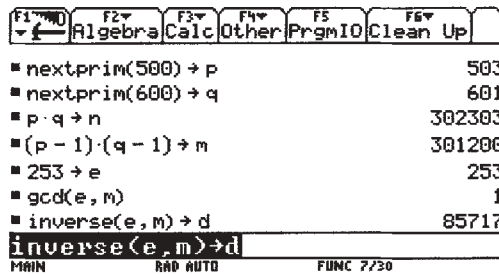 F1▾ F2▾ F3▾ F4▾ F5 F6▾
Algebra Calc Other PrgmIO Clean Up
▪ nextprim(500) → p 503
▪ nextprim(600) → q 601
▪ p·q → n 302303
▪ (p - 1)·(q - 1) → m 301200
▪ 253 → e 253
▪ gcd(e, m) 1
▪ inverse(e, m) → d 85717
inverse(e,m)→d
MAIN RAD AUTO FUNC 7/30